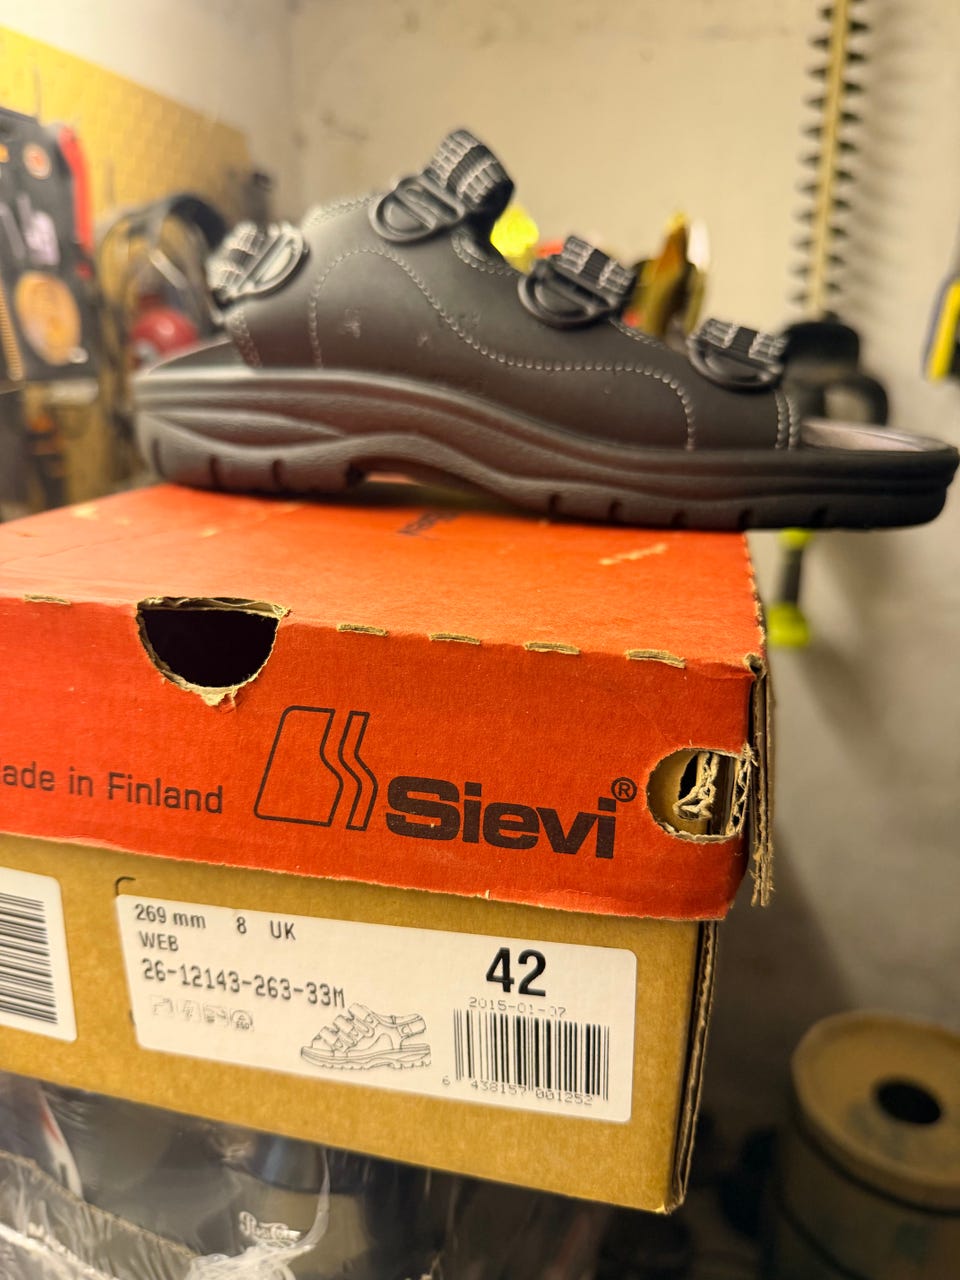 ade in Finland
Sievi®
269 mm 8 UK
WEB
26-12143-263-33M
42
2015-01-07
6 438157 001252